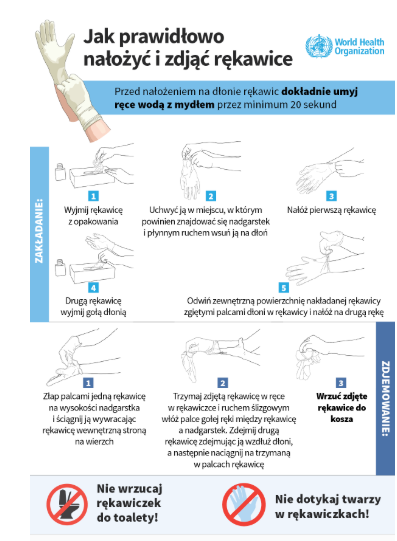 Jak prawidłowo
nałożyć i zdjąć rękawice
World Health
Organization
Przed nałożeniem na dłonie rękawic dokładnie umyj
ręce wodą z mydłem przez minimum 20 sekund
ZAKŁADANIE:
1
Wyjmij rękawicę
z opakowania
2
Uchwyć ją w miejscu, w którym
powinien znajdować się nadgarstek
i płynnym ruchem wsuń ją na dłoń
3
Nałóż pierwszą rękawicę
4
Drugą rękawicę
wyjmij gołą dłonią
5
Odwiń zewnętrzną powierzchnię nakładanej rękawicy
zgiętymi palcami dłoni w rękawicy i nałóż na drugą rękę
ZDJEMOWANIE:
1
Złap palcami jedną rękawicę
na wysokości nadgarstka
i ściągnij ją wywracając
rękawicę wewnętrzną stroną
na wierzch
2
Trzymaj zdjętą rękawicę w ręce
w rękawiczce i ruchem ślizgowym
włóż palce gołej ręki między rękawicę
a nadgarstek. Zdejmij drugą
rękawicę zdejmując ją wzdłuż dłoni,
a następnie naciągnij na trzymaną
w palcach rękawicę
3
Wrzuć zdjęte
rękawice do
kosza
Nie wrzucaj
rękawiczek
do toalety!
Nie dotykaj twarzy
w rękawiczkach!